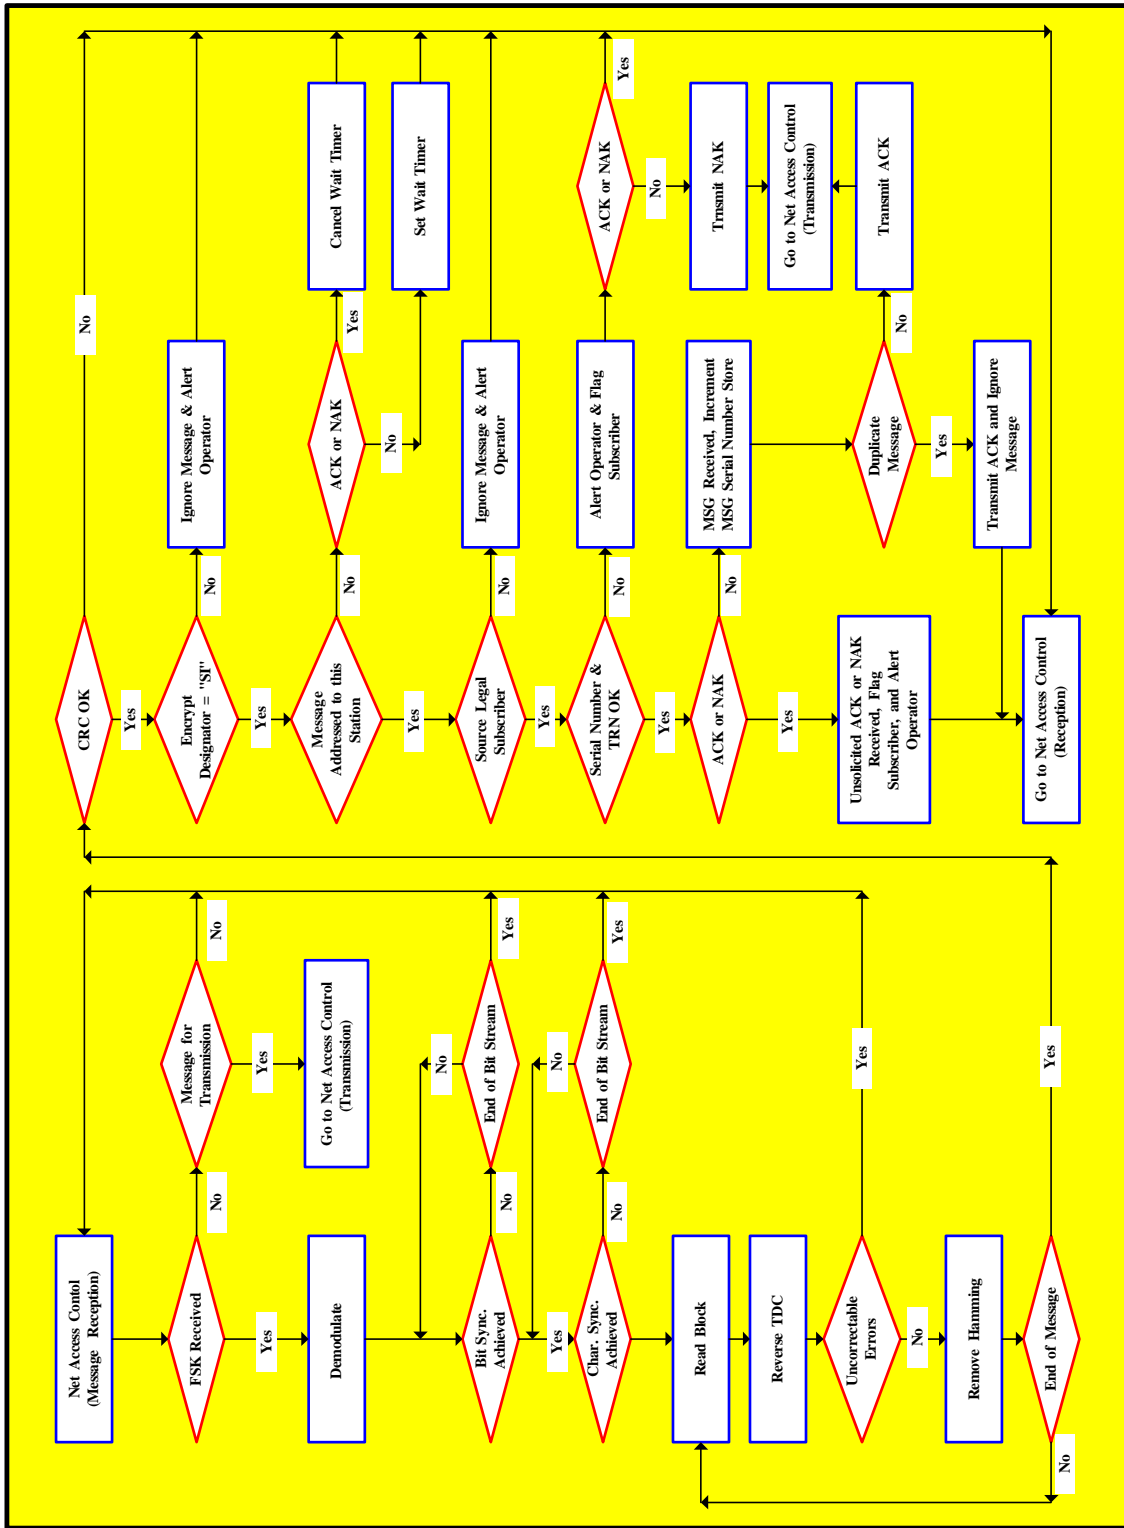 Net Access Contol
(Message Reception)
FSK Received
No
Message for
Transmission
No
Yes
Yes
Go to Net Access Control
(Transmission)
Demodulate
Bit Sync.
Achieved
No
End of Bit Stream
Yes
No
Yes
Char. Sync.
Achieved
No
End of Bit Stream
Yes
No
Read Block
Reverse TDC
Uncorrectable
Errors
Yes
No
Remove Hamming
End of Message
Yes
No
CRC OK
No
Yes
Encrypt
Designator = "SI"
No
Ignore Message & Alert
Operator
Yes
Message
Addressed to this
Station
No
ACK or NAK
Yes
Cancel Wait Timer
No
Set Wait Timer
Yes
Source Legal
Subscriber
No
Ignore Message & Alert
Operator
Yes
Serial Number &
TRN OK
No
Alert Operator & Flag
Subscriber
ACK or NAK
Yes
No
Trnsmit NAK
Go to Net Access Control
(Transmission)
Transmit ACK
Yes
ACK or NAK
No
MSG Received, Increment
MSG Serial Number Store
Duplicate
Message
No
Yes
Transmit ACK and Ignore
Message
Yes
Unsolicited ACK or NAK
Received, Flag
Subscriber, and Alert
Operator
Go to Net Access Control
(Reception)